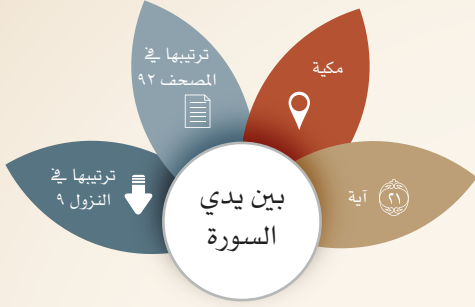 بين يدي
السورة
٢١ آية
مكية
ترتيبها في
المصحف ٩٢
ترتيبها في
النزول ٩